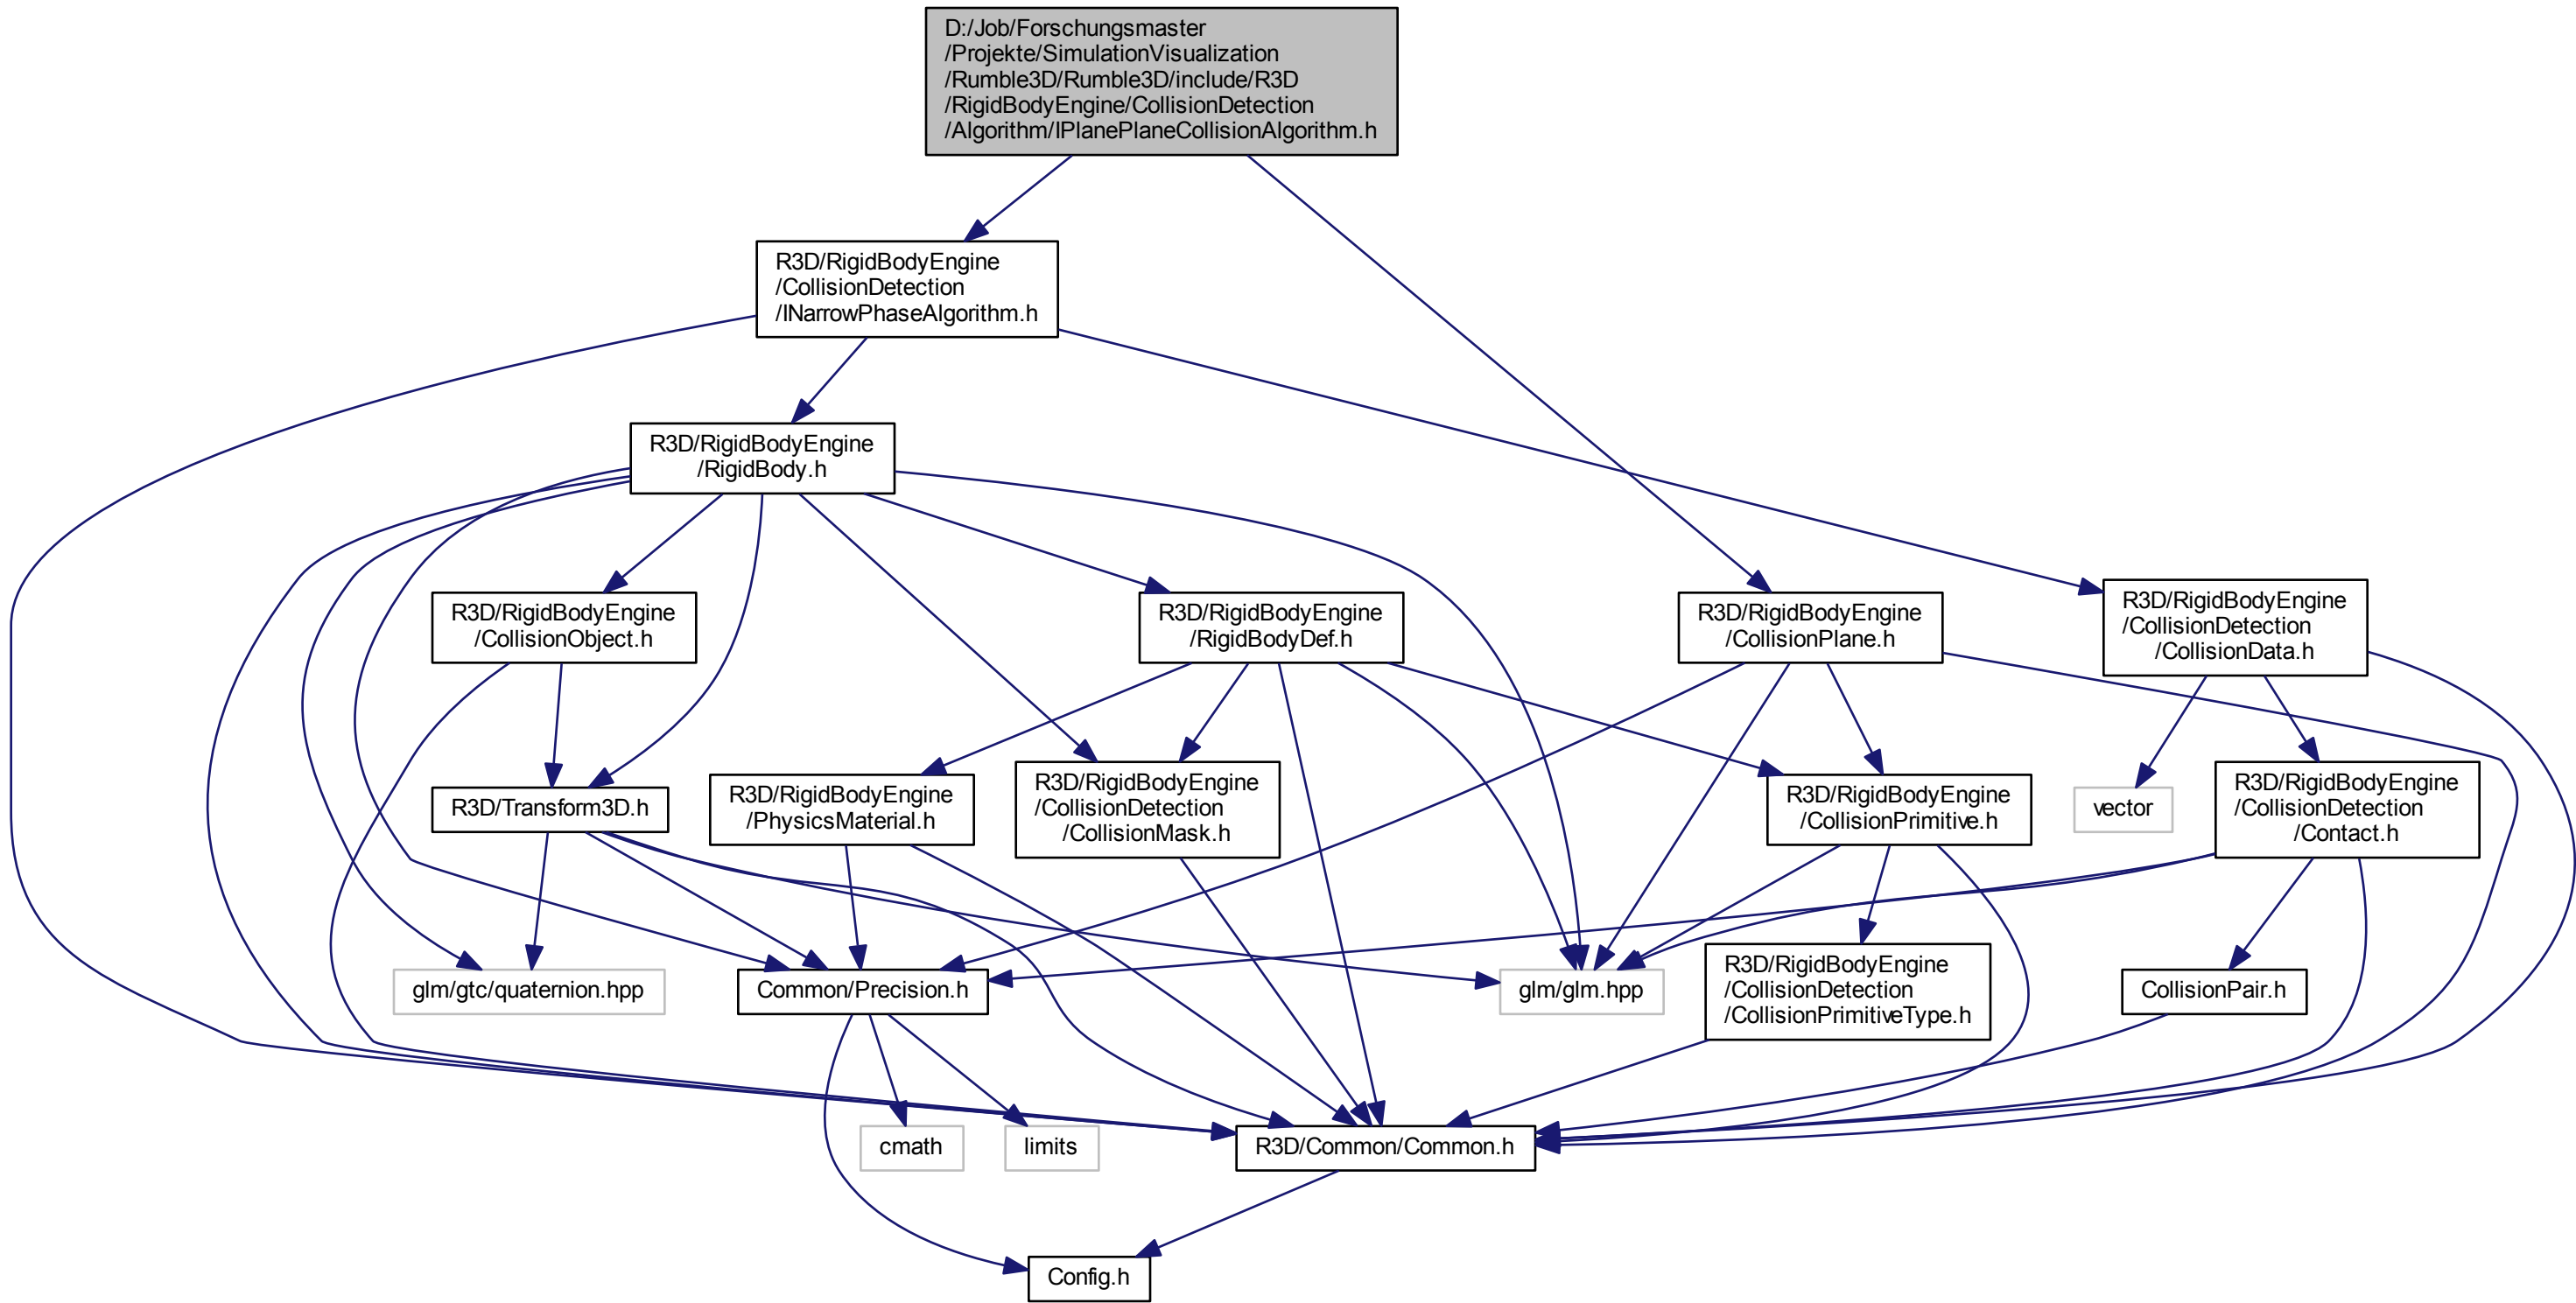 D:/Job/Forschungsmaster
/Projekte/SimulationVisualization
/Rumble3D/Rumble3D/include/R3D
/RigidBodyEngine/CollisionDetection
/Algorithm/IPlanePlaneCollisionAlgorithm.h
R3D/RigidBodyEngine
/CollisionDetection
/INarrowPhaseAlgorithm.h
R3D/RigidBodyEngine
/RigidBody.h
R3D/RigidBodyEngine
/CollisionObject.h
R3D/RigidBodyEngine
/RigidBodyDef.h
R3D/RigidBodyEngine
/CollisionPlane.h
R3D/RigidBodyEngine
/CollisionDetection
/CollisionData.h
R3D/Transform3D.h
R3D/RigidBodyEngine
/PhysicsMaterial.h
R3D/RigidBodyEngine
/CollisionDetection
/CollisionMask.h
R3D/RigidBodyEngine
/CollisionPrimitive.h
vector
R3D/RigidBodyEngine
/CollisionDetection
/Contact.h
glm/gtc/quaternion.hpp
Common/Precision.h
glm/glm.hpp
R3D/RigidBodyEngine
/CollisionDetection
/CollisionPrimitiveType.h
CollisionPair.h
cmath
limits
R3D/Common/Common.h
Config.h